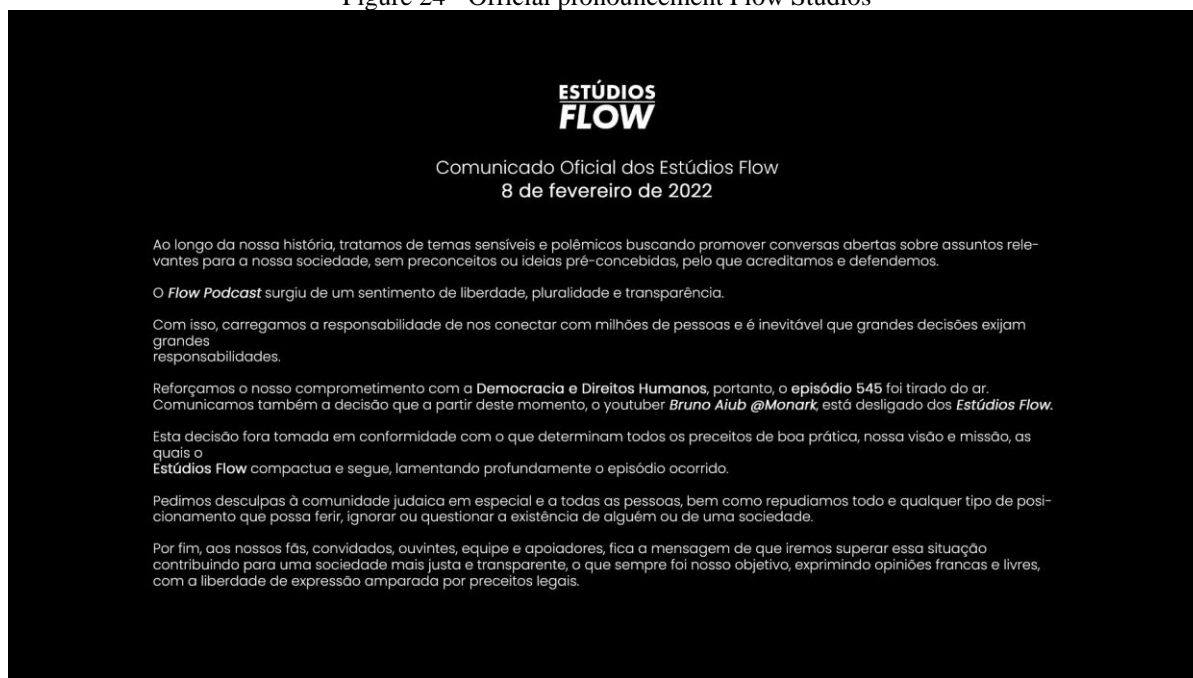 Figure 24 - Official pronouncement Flow Studios
ESTÚDIOS
FLOW
Comunicado Oficial dos Estúdios Flow
8 de fevereiro de 2022
Ao longo da nossa história, tratamos de temas sensíveis e polêmicos buscando promover conversas abertas sobre assuntos rele-
vantes para a nossa sociedade, sem preconceitos ou ideias pré-concebidas, pelo que acreditamos e defendemos.
O Flow Podcast surgiu de um sentimento de liberdade, pluralidade e transparência.
Com isso, carregamos a responsabilidade de nos conectar com milhões de pessoas e é inevitável que grandes decisões exijam
grandes
responsabilidades.
Reforçamos o nosso comprometimento com a Democracia e Direitos Humanos, portanto, o episódio 545 foi tirado do ar.
Comunicamos também a decisão que a partir deste momento, o youtuber Bruno Aiub @Monark, está desligado dos Estúdios Flow.
Esta decisão fora tomada em conformidade com o que determinam todos os preceitos de boa prática, nossa visão e missão, as
quais o
Estúdios Flow compactua e segue, lamentando profundamente o episódio ocorrido.
Pedimos desculpas à comunidade judaica em especial e a todas as pessoas, bem como repudiamos todo e qualquer tipo de posi-
cionamento que possa ferir, ignorar ou questionar a existência de alguém ou de uma sociedade.
Por fim, aos nossos fãs, convidados, ouvintes, equipe e apoiadores, fica a mensagem de que iremos superar essa situação
contribuindo para uma sociedade mais justa e transparente, o que sempre foi nosso objetivo, exprimindo opiniões francas e livres,
com a liberdade de expressão amparada por preceitos legais.